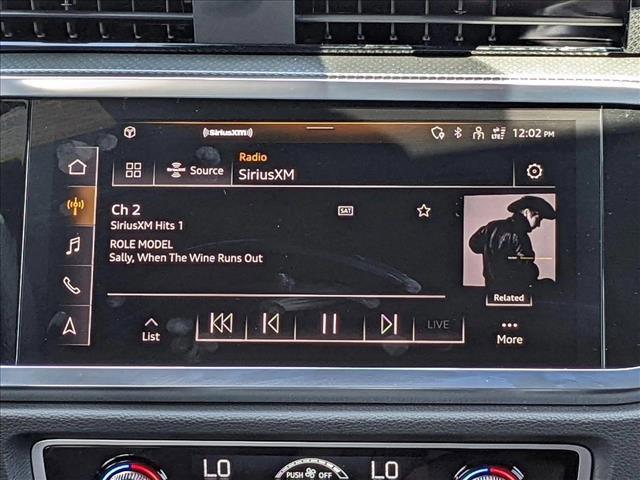 ((SiriusXM))
LTE
12:02 PM
Source
Radio
SiriusXM
Ch 2
SAT
SiriusXM Hits 1
ROLE MODEL
Sally, When The Wine Runs Out
Related
List
LIVE
More
LO
PUSH OFF
LO